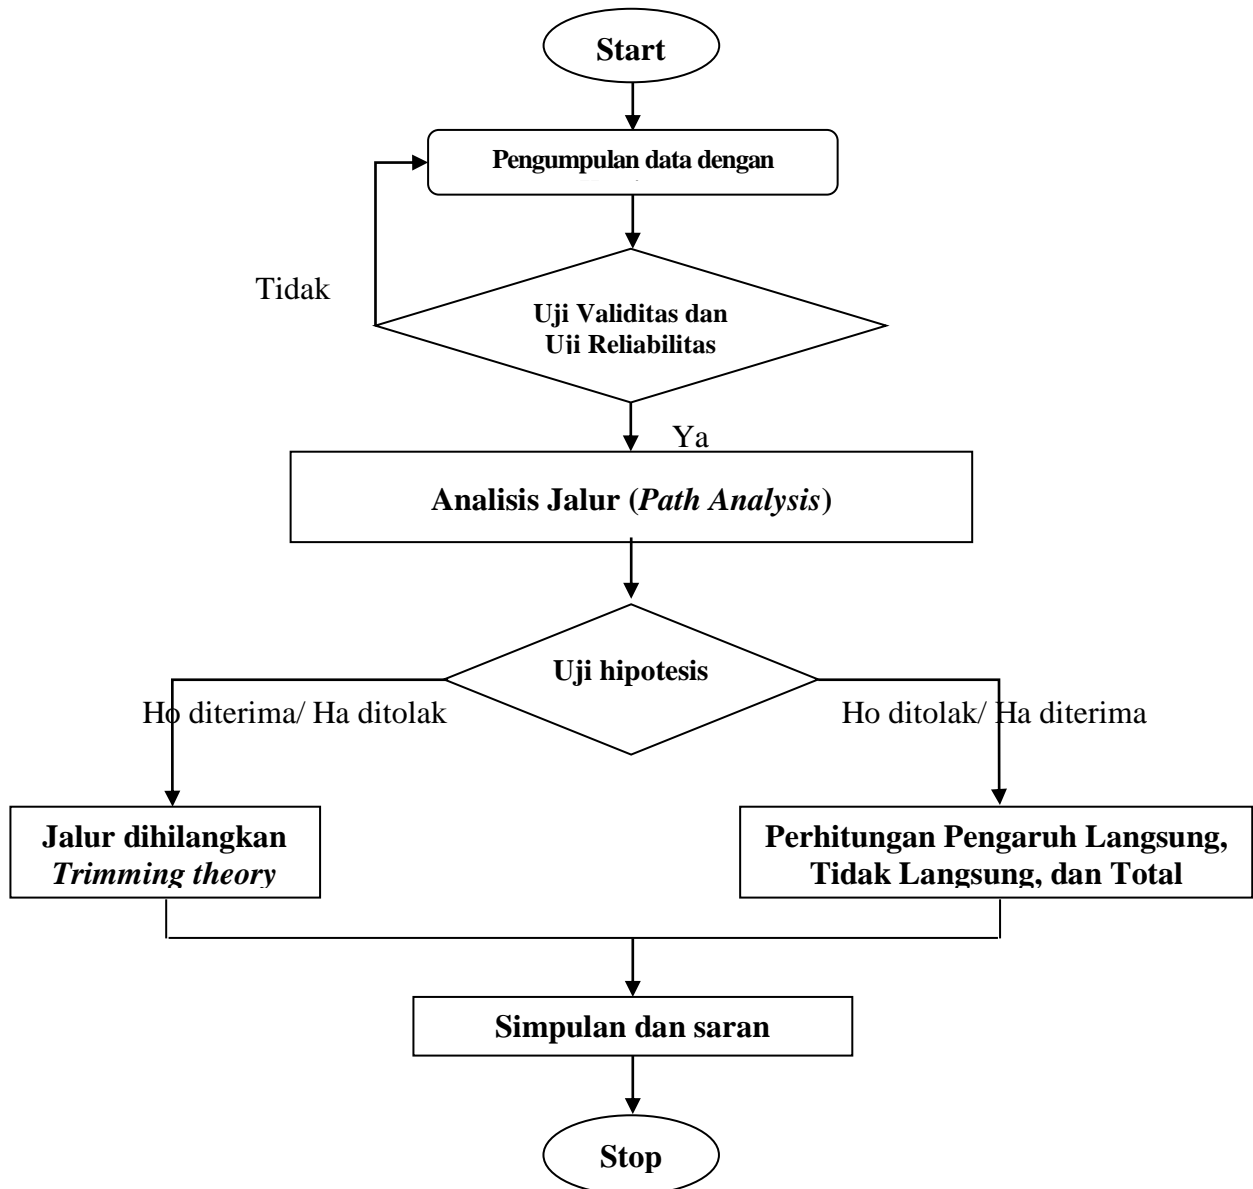 Start
Pengumpulan data dengan
Tidak
Uji Validitas dan
Uji Reliabilitas
Ya
Analisis Jalur (Path Analysis)
Uji hipotesis
Ho diterima/ Ha ditolak
Ho ditolak/ Ha diterima
Jalur dihilangkan
Trimming theory
Perhitungan Pengaruh Langsung,
Tidak Langsung, dan Total
Simpulan dan saran
Stop